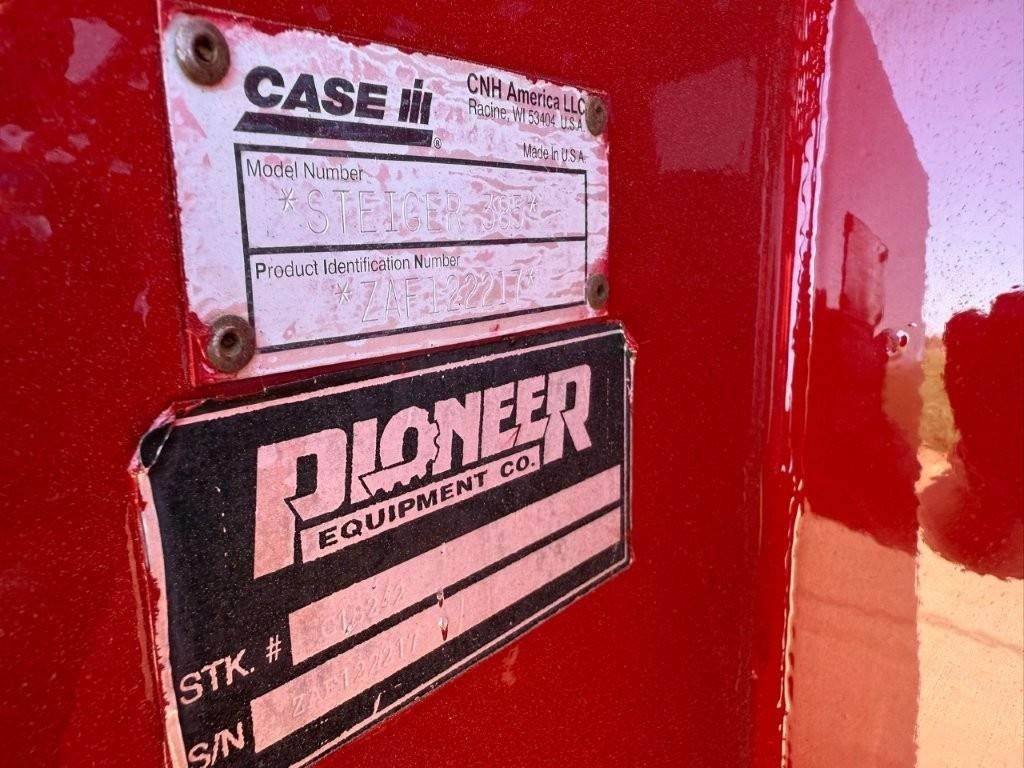 CASE IH®
CNH America LLC
Racine, WI 53404 U.S.A.
Made in U.S.A.
Model Number
*STEIGER 385*
Product Identification Number
*ZAF122217*
PIONEER
EQUIPMENT CO.
STK. #
S/N ZAF122217